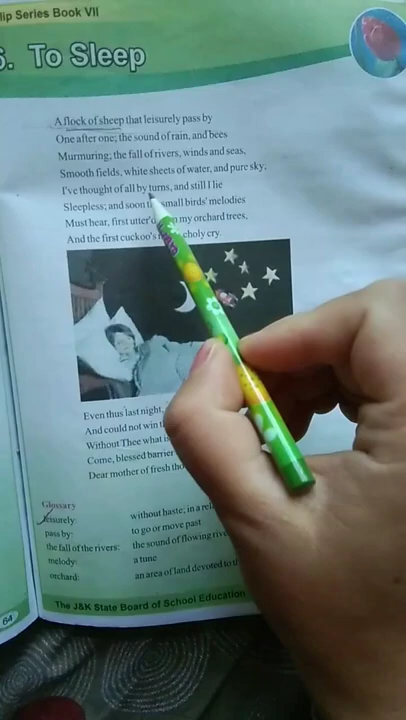 lip Series Book VII
6. To Sleep
A flock of sheep that leisurely pass by
One after one; the sound of rain, and bees
Murmuring; the fall of rivers, winds and seas,
Smooth fields, white sheets of water, and pure sky;
I've thought of all by turns, and still I lie
Sleepless; and soon small birds' melodies
Must hear, first utter'd my orchard trees,
And the first cuckoo's choly cry.
Even thus last night,
And could not win
Without Thee what
Come, blessed barrier
Dear mother of fresh tho
Glossary
leisurely: without haste; in a rel
pass by: to go or move past
the fall of the rivers: the sound of flowing
melody: a tune
orchard: an area of land devoted to
64
The J&K State Board of School Education